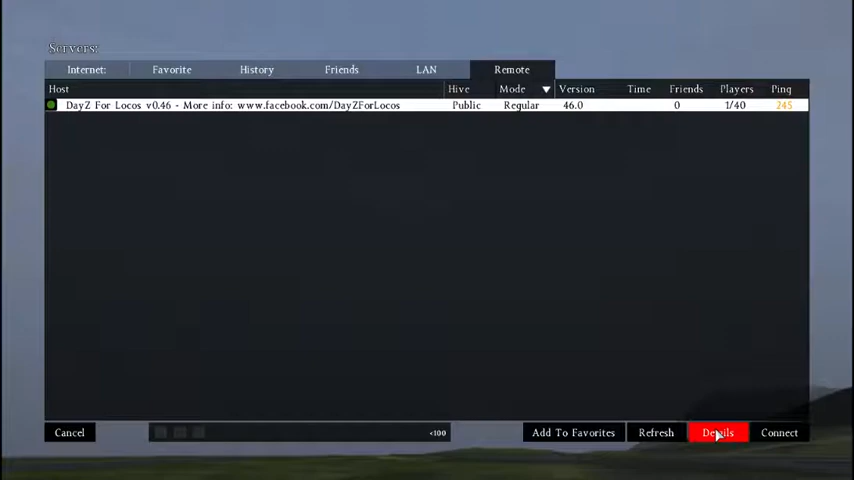 Servers:
Internet: Favorite History Friends LAN Remote
Host Hive Mode Version Time Friends Players Ping
DayZ For Locos v0.46 - More info: www.facebook.com/DayZForLocos Public Regular 46.0 0 1/40 245
Cancel <100 Add To Favorites Refresh Details Connect